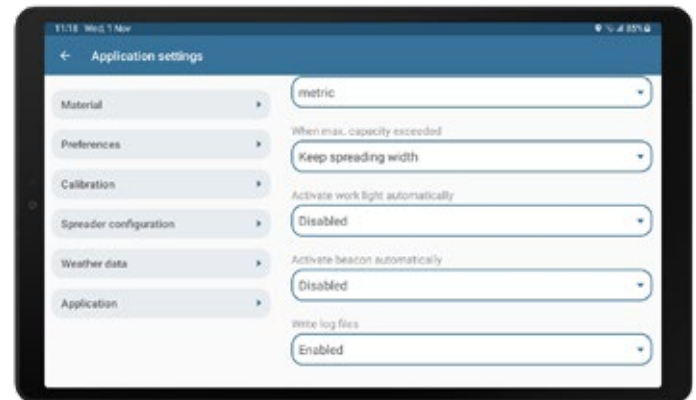 11:18 Wed, 1 Nov
85%
Application settings
Material
Preferences
Calibration
Spreader configuration
Weather data
Application
metric
When max. capacity exceeded
Keep spreading width
Activate work light automatically
Disabled
Activate beacon automatically
Disabled
Write log files
Enabled